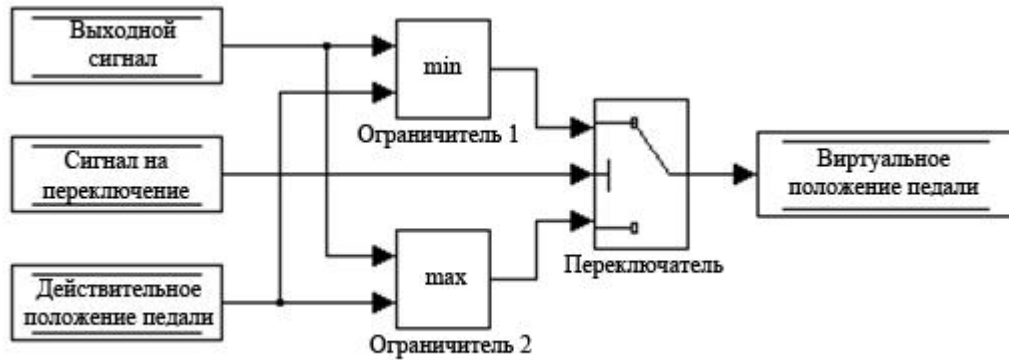 Выходной
сигнал
min
Ограничитель 1
Сигнал на
переключение
Виртуальное
положение педали
Переключатель
Действительное
положение педали
max
Ограничитель 2